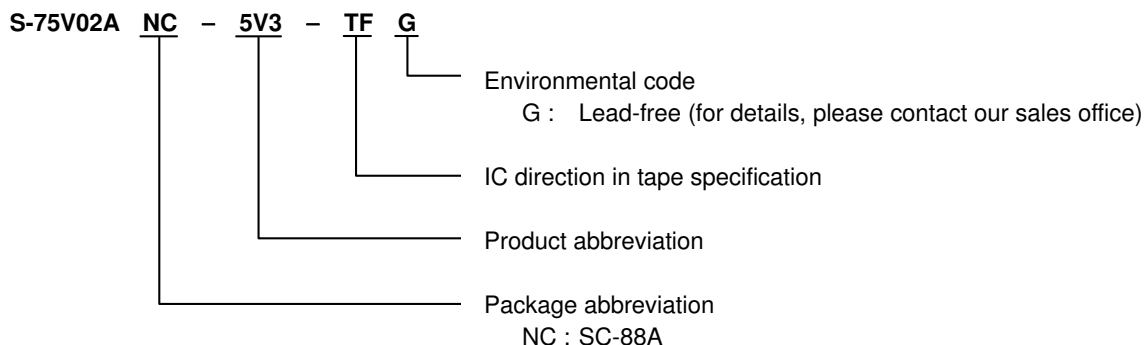 S-75V02A NC – 5V3 – TF G
Environmental code
G : Lead-free (for details, please contact our sales office)
IC direction in tape specification
Product abbreviation
Package abbreviation
NC : SC-88A